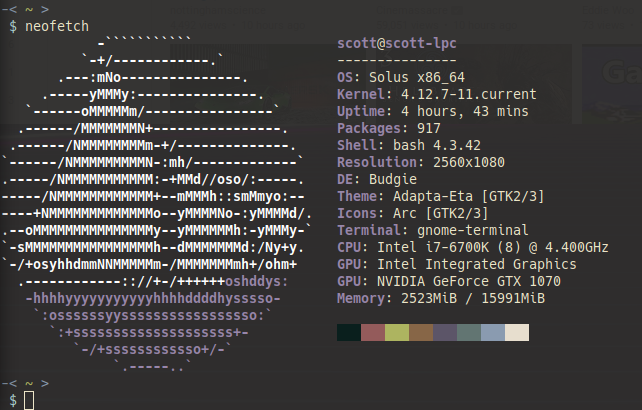 -< ~ >
$ neofetch
scott@scott-lpc
---------------
OS: Solus x86_64
Kernel: 4.12.7-11.current
Uptime: 4 hours, 43 mins
Packages: 917
Shell: bash 4.3.42
Resolution: 2560x1080
DE: Budgie
Theme: Adapta-Eta [GTK2/3]
Icons: Arc [GTK2/3]
Terminal: gnome-terminal
CPU: Intel i7-6700K (8) @ 4.400GHz
GPU: Intel Integrated Graphics
GPU: NVIDIA GeForce GTX 1070
Memory: 2523MiB / 15991MiB
-< ~ >
$